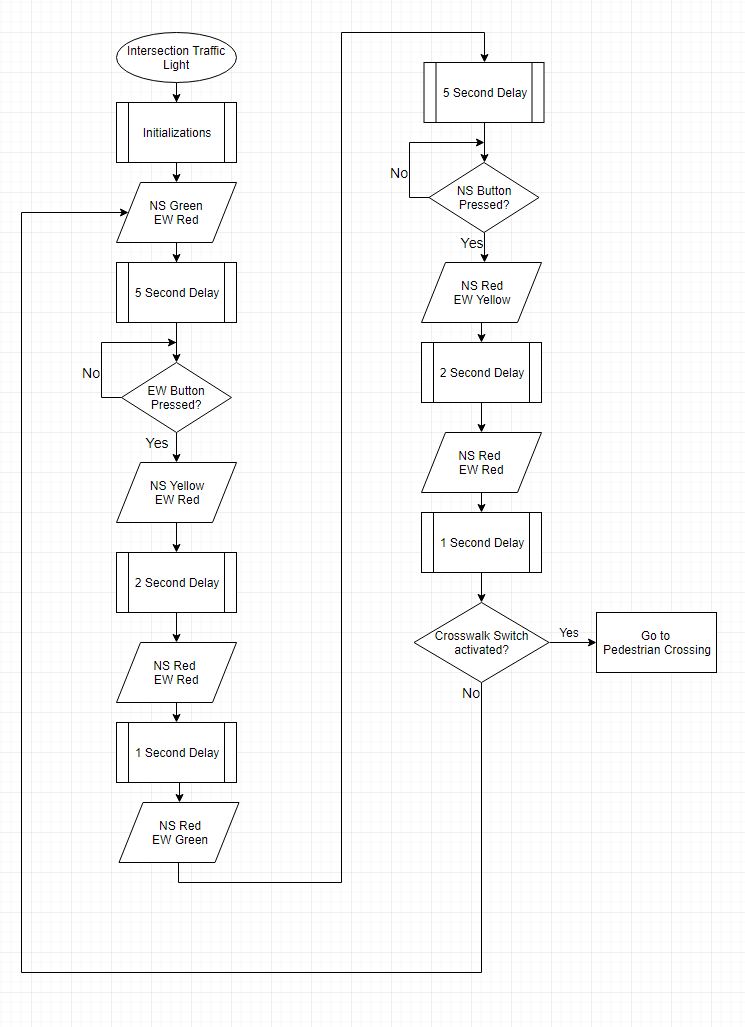 Intersection Traffic
Light
Initializations
NS Green
EW Red
5 Second Delay
No
EW Button
Pressed?
Yes
NS Yellow
EW Red
2 Second Delay
NS Red
EW Red
1 Second Delay
NS Red
EW Green
5 Second Delay
No
NS Button
Pressed?
Yes
NS Red
EW Yellow
2 Second Delay
NS Red
EW Red
1 Second Delay
Crosswalk Switch
activated?
Yes
Go to
Pedestrian Crossing
No